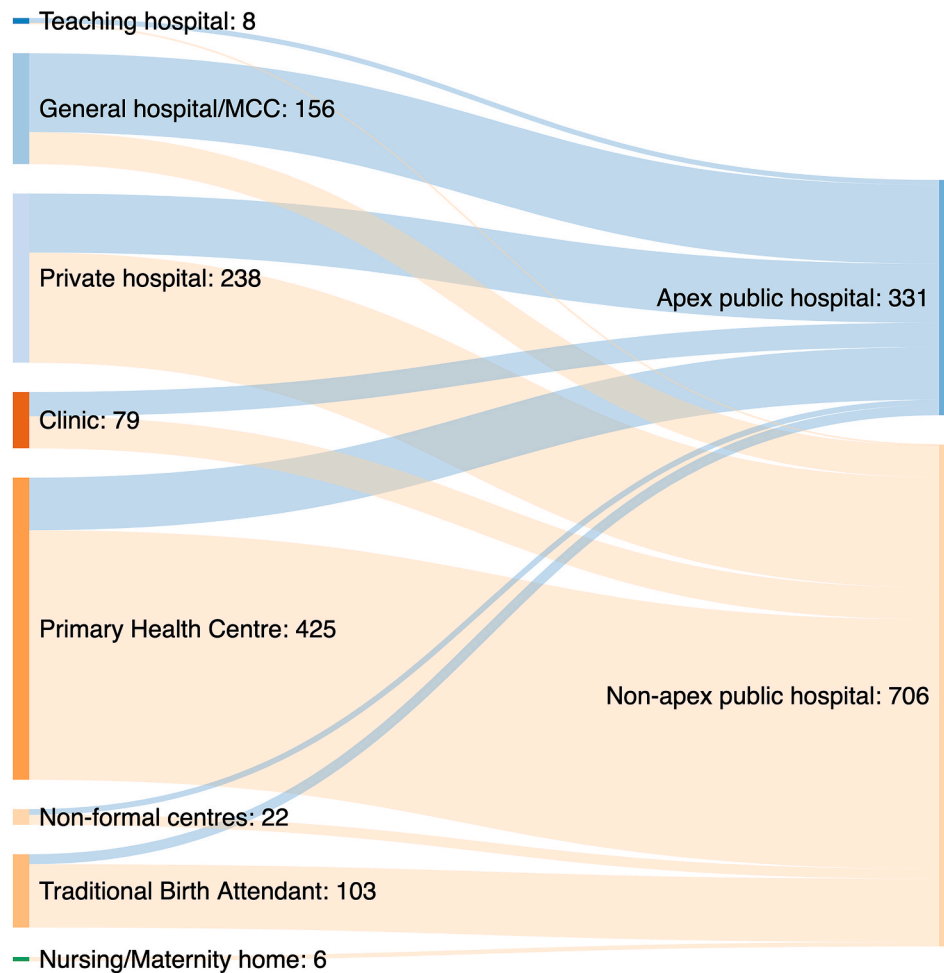 Teaching hospital: 8
General hospital/MCC: 156
Private hospital: 238
Apex public hospital: 331
Clinic: 79
Primary Health Centre: 425
Non-apex public hospital: 706
Non-formal centres: 22
Traditional Birth Attendant: 103
Nursing/Maternity home: 6